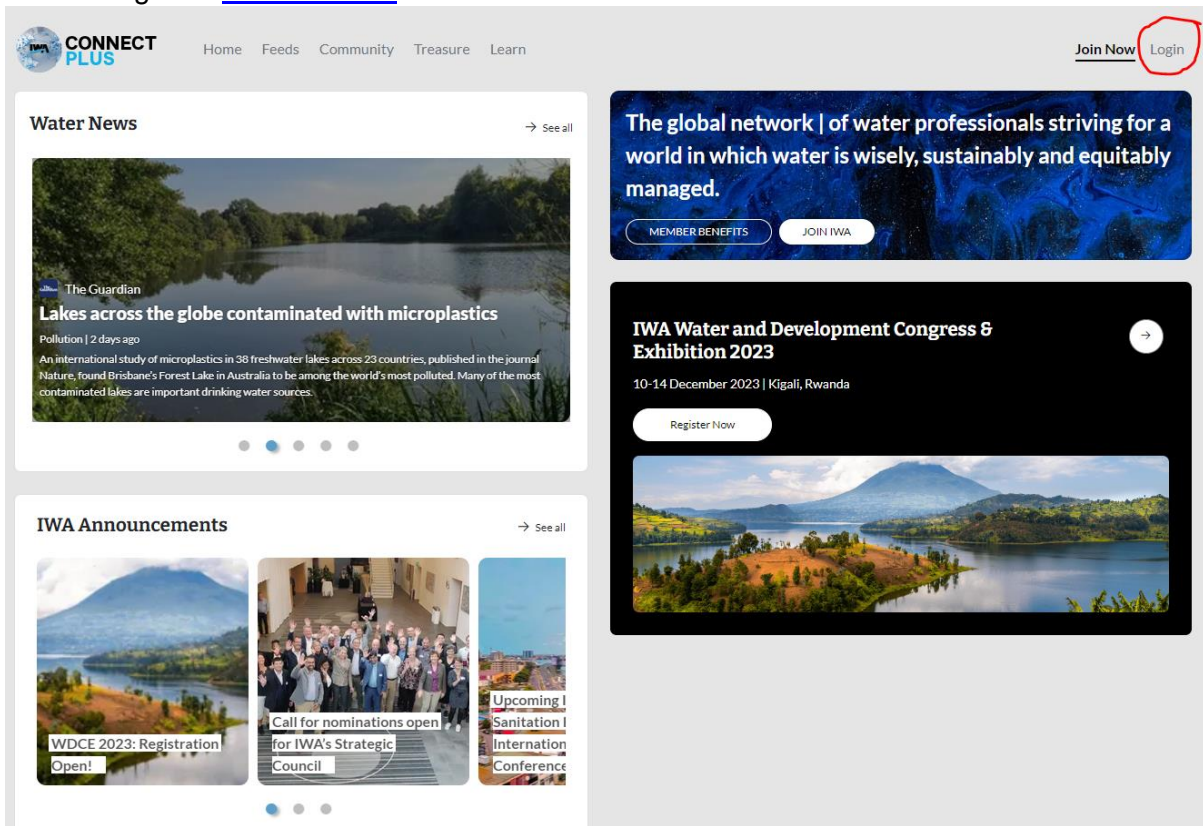 CONNECT
PLUS
Home Feeds Community Treasure Learn
Join Now Login
Water News
→ See all
The Guardian
Lakes across the globe contaminated with microplastics
Pollution | 2 days ago
An international study of microplastics in 38 freshwater lakes across 23 countries, published in the journal
Nature, found Brisbane's Forest Lake in Australia to be among the world's most polluted. Many of the most
contaminated lakes are important drinking water sources.
The global network | of water professionals striving for a
world in which water is wisely, sustainably and equitably
managed.
MEMBER BENEFITS JOIN IWA
IWA Water and Development Congress &
Exhibition 2023
10-14 December 2023 | Kigali, Rwanda
Register Now
IWA Announcements
→ See all
WDCE 2023: Registration
Open!
Call for nominations open
for IWA's Strategic
Council
Upcoming
Sanitation
Internation
Conference